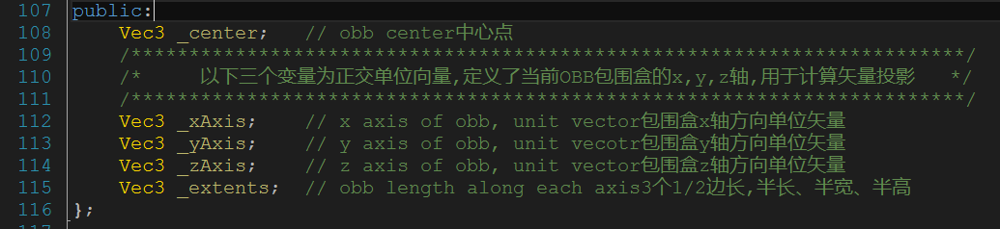 107 public:
108 Vec3 _center; // obb center中心点
109 /************************************************************************/
110 /* 以下三个变量为正交单位向量,定义了当前OBB包围盒的x,y,z轴,用于计算矢量投影 */
111 /************************************************************************/
112 Vec3 _xAxis; // x axis of obb, unit vector包围盒x轴方向单位矢量
113 Vec3 _yAxis; // y axis of obb, unit vecotr包围盒y轴方向单位矢量
114 Vec3 _zAxis; // z axis of obb, unit vector包围盒z轴方向单位矢量
115 Vec3 _extents; // obb length along each axis3个1/2边长,半长、半宽、半高
116 };
117